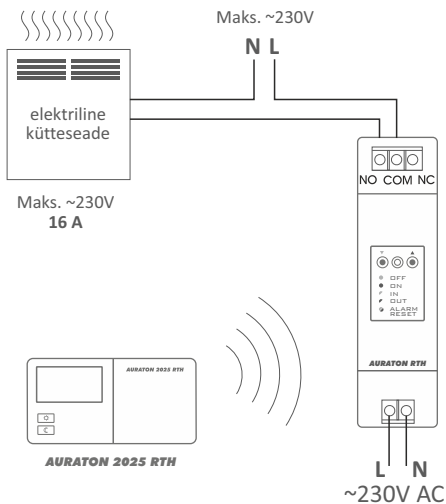 Maks. ~230V
N L
elektriline
kütteseade
Maks. ~230V
16 A
NO COM NC
OFF
ON
IN
OUT
ALARM
RESET
AURATON RTH
AURATON 2025 RTH
AURATON 2025 RTH
L N
~230V AC